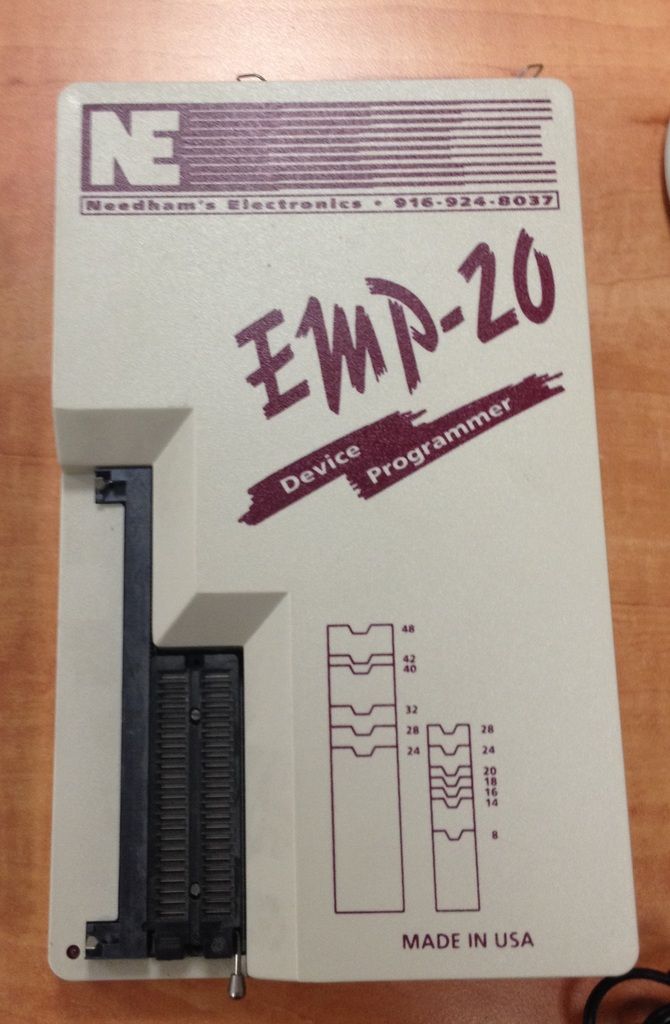 NE
Needham's Electronics • 916-924-8037
EMP-20
Device Programmer
48
42
40
32
28
24
28
24
20
18
16
14
8
MADE IN USA